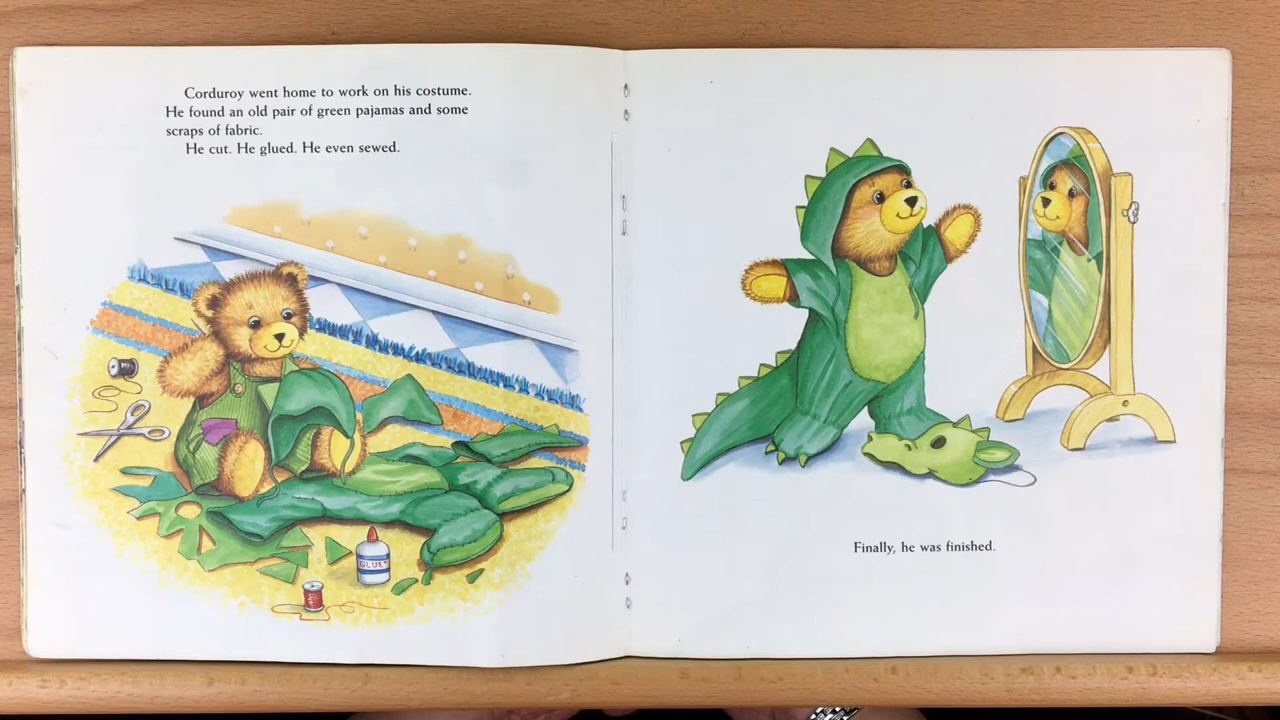 Corduroy went home to work on his costume.
He found an old pair of green pajamas and some
scraps of fabric.
He cut. He glued. He even sewed.
GLUE
Finally, he was finished.